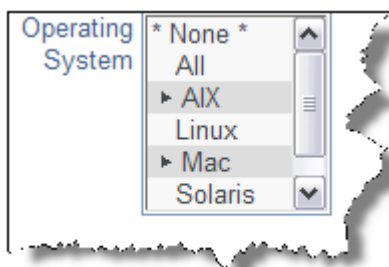 Operating System
* None *
All
▸ AIX
Linux
▸ Mac
Solaris